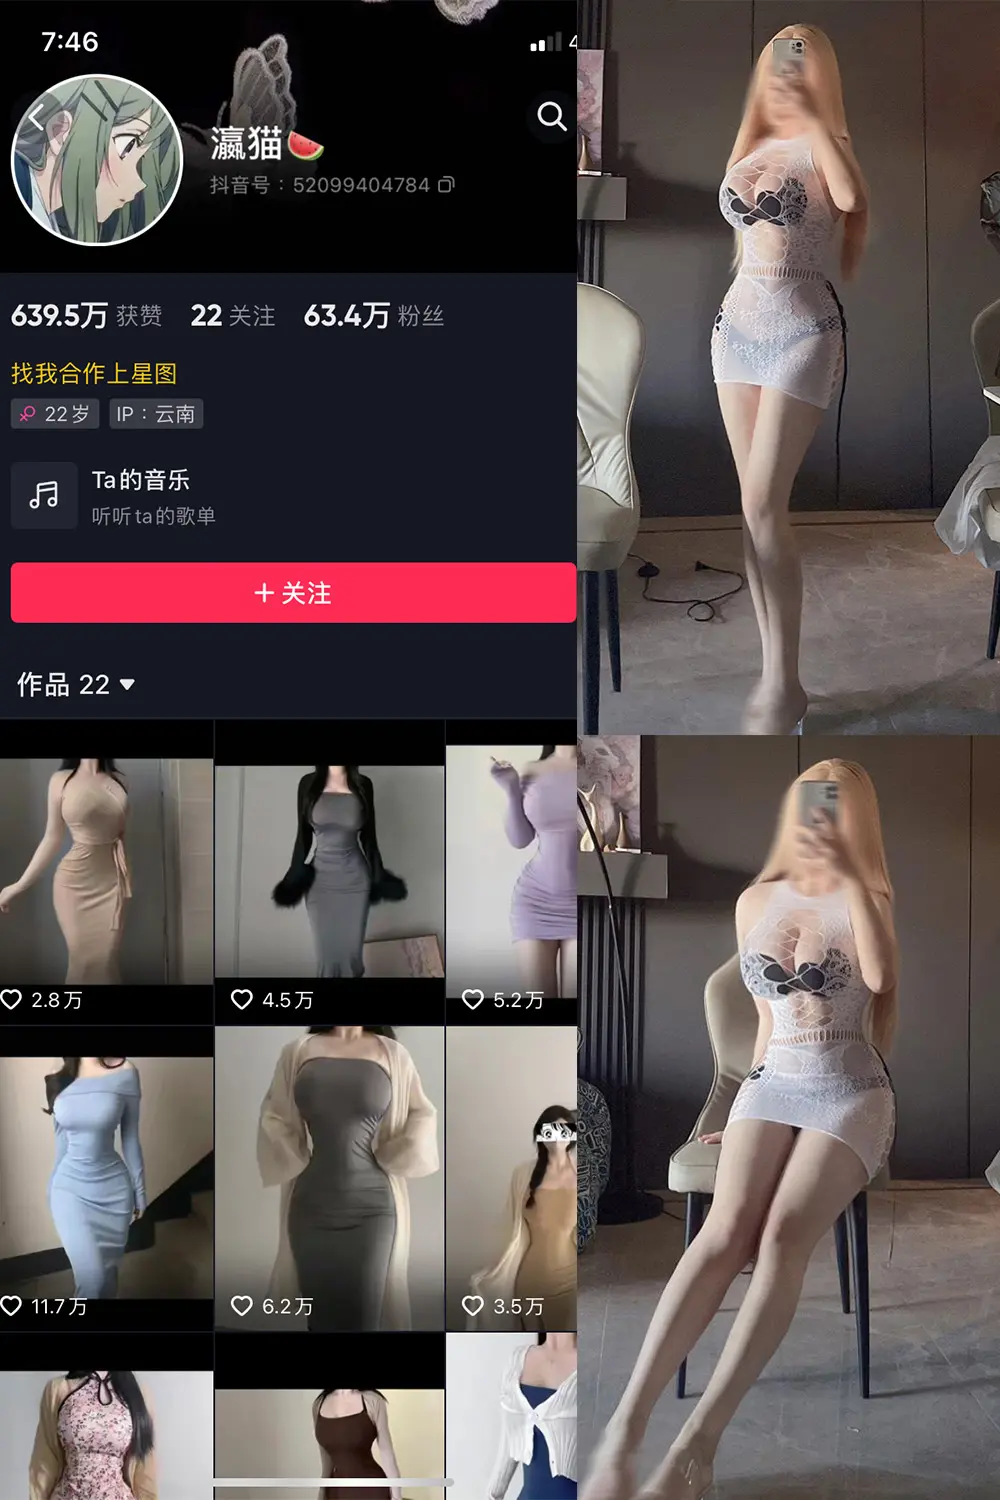 7:46
4
瀛猫🍉
抖音号：52099404784
639.5万 获赞 22 关注 63.4万 粉丝
找我合作上星图
22岁 IP：云南
Ta的音乐
听听ta的歌单
+ 关注
作品 22
2.8万 4.5万 5.2万
11.7万 6.2万 3.5万